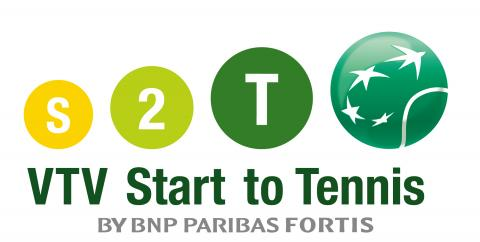 S 2 T
VTV Start to Tennis
BY BNP PARIBAS FORTIS